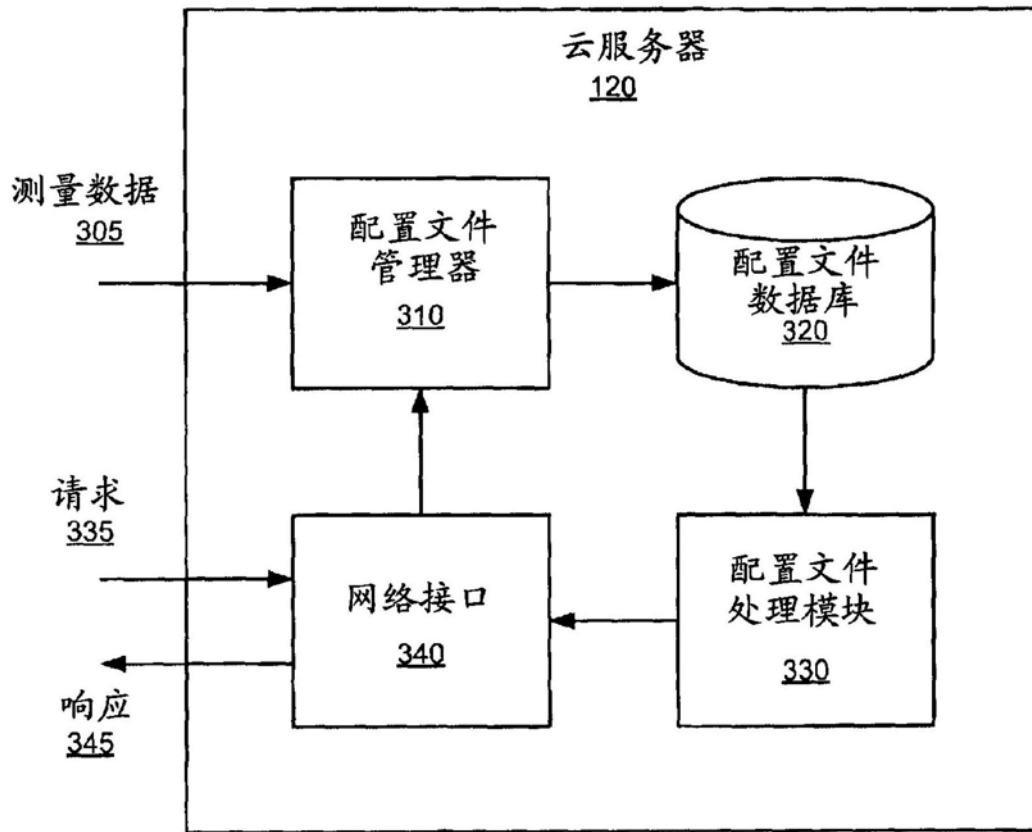 云服务器
120
测量数据
305
配置文件
管理器
310
配置文件
数据库
320
请求
335
网络接口
340
配置文件
处理模块
330
响应
345